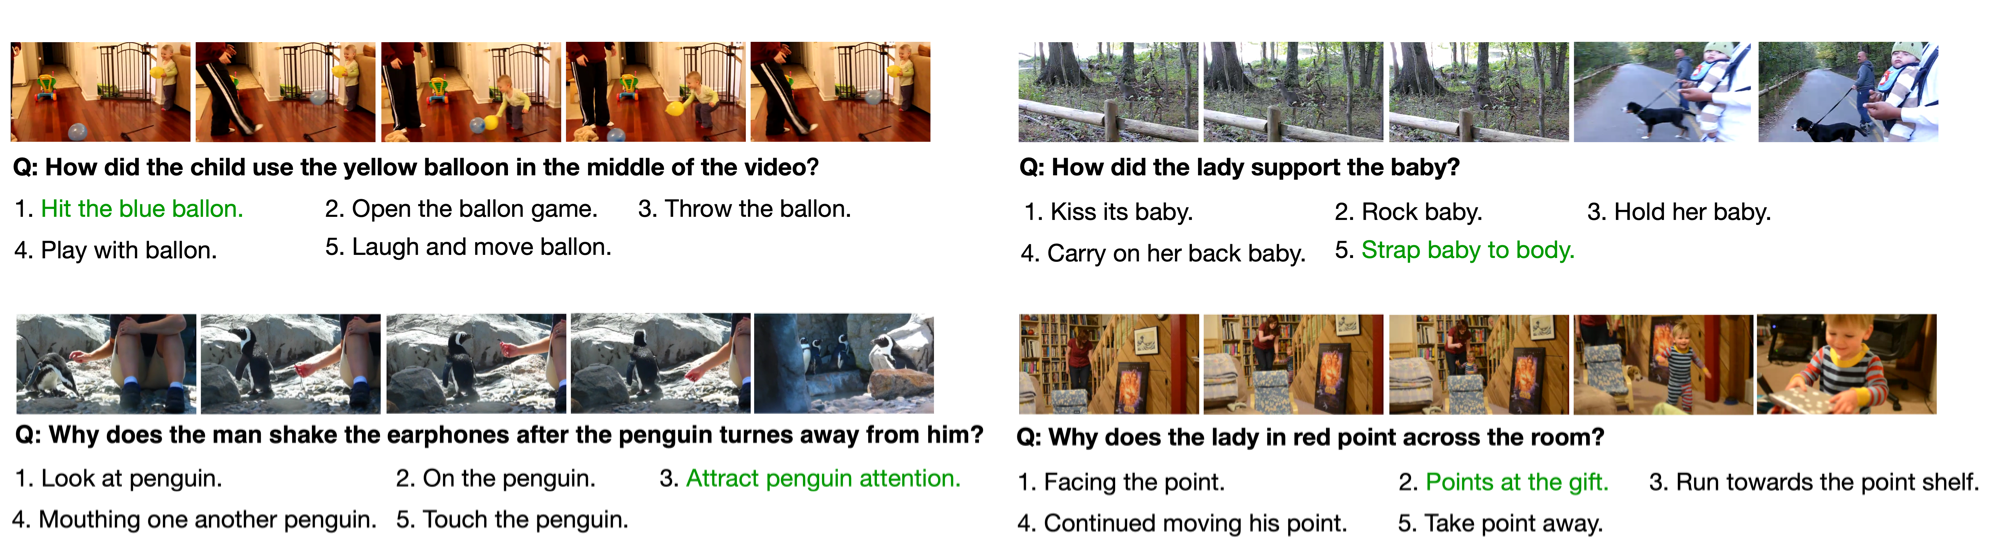 Q: How did the child use the yellow balloon in the middle of the video?
1. Hit the blue ballon.
2. Open the ballon game.
3. Throw the ballon.
4. Play with ballon.
5. Laugh and move ballon.
Q: How did the lady support the baby?
1. Kiss its baby.
2. Rock baby.
3. Hold her baby.
4. Carry on her back baby.
5. Strap baby to body.
Q: Why does the man shake the earphones after the penguin turnes away from him?
1. Look at penguin.
2. On the penguin.
3. Attract penguin attention.
4. Mouthing one another penguin.
5. Touch the penguin.
Q: Why does the lady in red point across the room?
1. Facing the point.
2. Points at the gift.
3. Run towards the point shelf.
4. Continued moving his point.
5. Take point away.